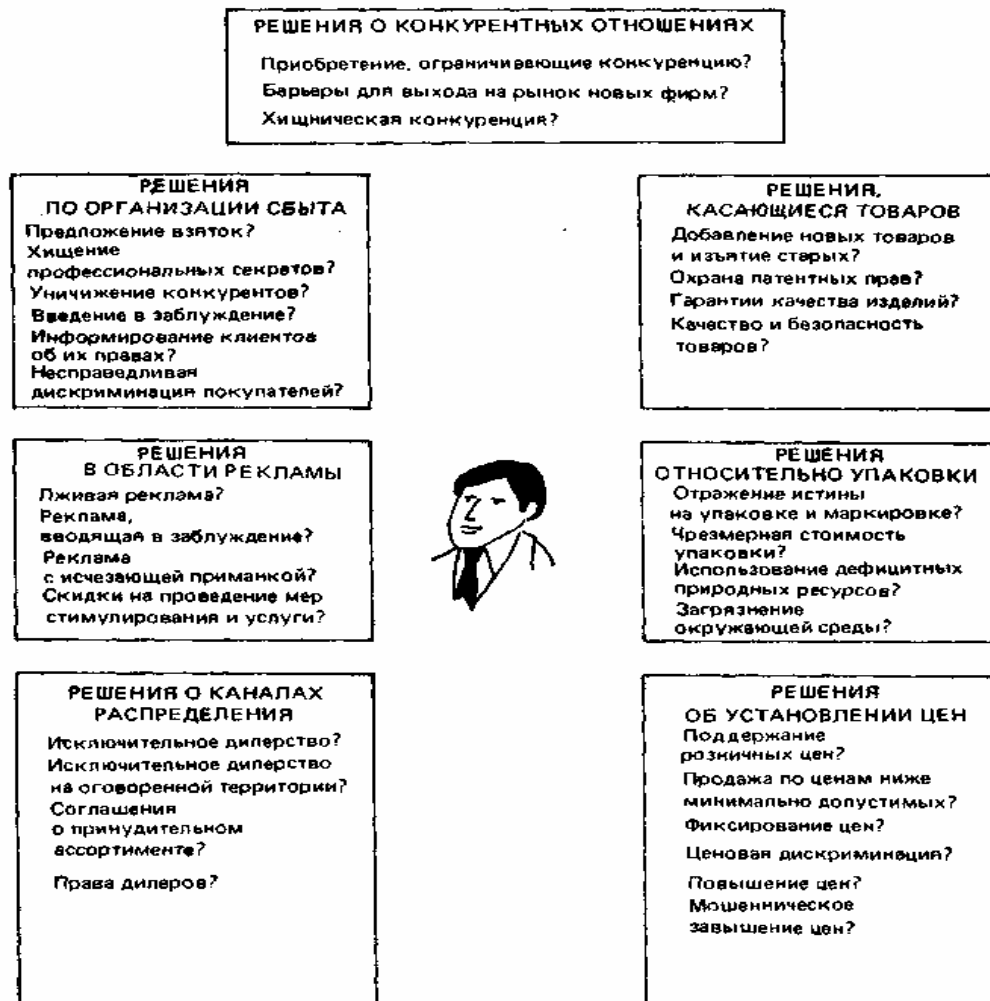 РЕШЕНИЯ О КОНКУРЕНТНЫХ ОТНОШЕНИЯХ
Приобретение, ограничивающие конкуренцию?
Барьеры для выхода на рынок новых фирм?
Хищническая конкуренция?
РЕШЕНИЯ
ПО ОРГАНИЗАЦИИ СБЫТА
Предложение взяток?
Хищение
профессиональных секретов?
Уничижение конкурентов?
Введение в заблуждение?
Информирование клиентов
об их правах?
Несправедливая
дискриминация покупателей?
РЕШЕНИЯ,
КАСАЮЩИЕСЯ ТОВАРОВ
Добавление новых товаров
и изъятие старых?
Охрана патентных прав?
Гарантии качества изделий?
Качество и безопасность
товаров?
РЕШЕНИЯ
В ОБЛАСТИ РЕКЛАМЫ
Лживая реклама?
Реклама,
вводящая в заблуждение?
Реклама
с исчезающей приманкой?
Скидки на проведение мер
стимулирования и услуги?
РЕШЕНИЯ
ОТНОСИТЕЛЬНО УПАКОВКИ
Отражение истины
на упаковке и маркировке?
Чрезмерная стоимость
упаковки?
Использование дефицитных
природных ресурсов?
Загрязнение
окружающей среды?
РЕШЕНИЯ О КАНАЛАХ
РАСПРЕДЕЛЕНИЯ
Исключительное дилерство?
Исключительное дилерство
на оговоренной территории?
Соглашения
о принудительном
ассортименте?
Права дилеров?
РЕШЕНИЯ
ОБ УСТАНОВЛЕНИИ ЦЕН
Поддержание
розничных цен?
Продажа по ценам ниже
минимально допустимых?
Фиксирование цен?
Ценовая дискриминация?
Повышение цен?
Мошенническое
завышение цен?